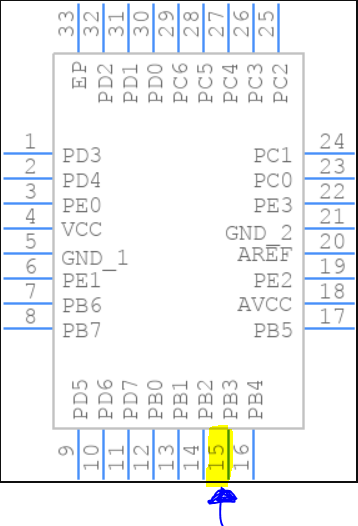 33 32 31 30 29 28 27 26 25
EP PD2 PD1 PD0 PC6 PC5 PC4 PC3 PC2
1 PD3 PC1 24
2 PD4 PC0 23
3 PE0 PE3 22
4 VCC GND_2 21
5 GND_1 AREF 20
6 PE1 PE2 19
7 PB6 AVCC 18
8 PB7 PB5 17
PD5 PD6 PD7 PB0 PB1 PB2 PB3 PB4
9 10 11 12 13 14 15 16